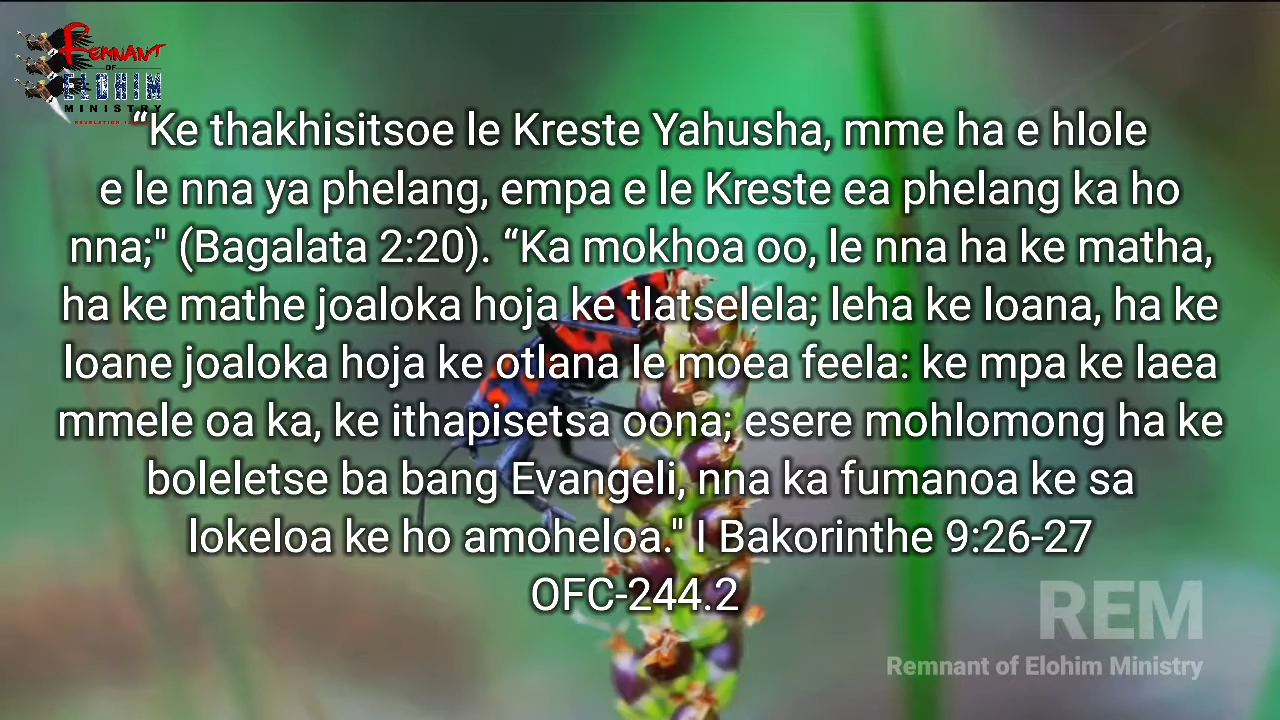 REMNANT
OF
ELOHIM
MINISTRY
“Ke thakhisitsoe le Kreste Yahusha, mme ha e hlole
e le nna ya phelang, empa e le Kreste ea phelang ka ho
nna;" (Bagalata 2:20). “Ka mokhoa oo, le nna ha ke matha,
ha ke mathe joaloka hoja ke tlatselela; leha ke loana, ha ke
loane joaloka hoja ke otlana le moea feela: ke mpa ke laea
mmele oa ka, ke ithapisetsa oona; esere mohlomong ha ke
boleletse ba bang Evangeli, nna ka fumanoa ke sa
lokeloa ke ho amoheloa." I Bakorinthe 9:26-27
OFC-244.2
REM
Remnant of Elohim Ministry